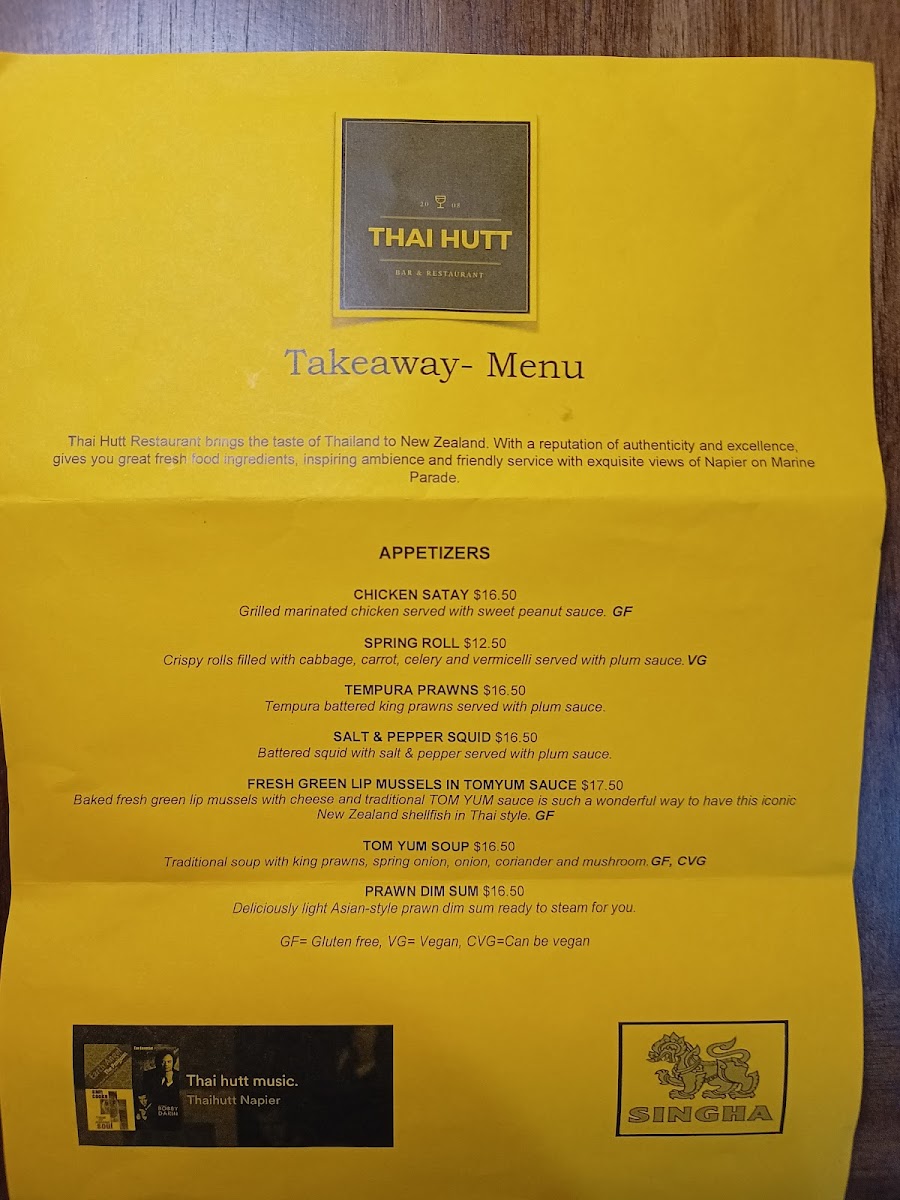 20 08
THAI HUTT
BAR & RESTAURANT
Takeaway- Menu
Thai Hutt Restaurant brings the taste of Thailand to New Zealand. With a reputation of authenticity and excellence,
gives you great fresh food ingredients, inspiring ambience and friendly service with exquisite views of Napier on Marine
Parade.
APPETIZERS
CHICKEN SATAY $16.50
Grilled marinated chicken served with sweet peanut sauce. GF
SPRING ROLL $12.50
Crispy rolls filled with cabbage, carrot, celery and vermicelli served with plum sauce. VG
TEMPURA PRAWNS $16.50
Tempura battered king prawns served with plum sauce.
SALT & PEPPER SQUID $16.50
Battered squid with salt & pepper served with plum sauce.
FRESH GREEN LIP MUSSELS IN TOMYUM SAUCE $17.50
Baked fresh green lip mussels with cheese and traditional TOM YUM sauce is such a wonderful way to have this iconic
New Zealand shellfish in Thai style. GF
TOM YUM SOUP $16.50
Traditional soup with king prawns, spring onion, onion, coriander and mushroom. GF, CVG
PRAWN DIM SUM $16.50
Deliciously light Asian-style prawn dim sum ready to steam for you.
GF= Gluten free, VG= Vegan, CVG=Can be vegan
Thai hutt music.
Thaihutt Napier
BOBBY
DARIN
soul
SINGHA